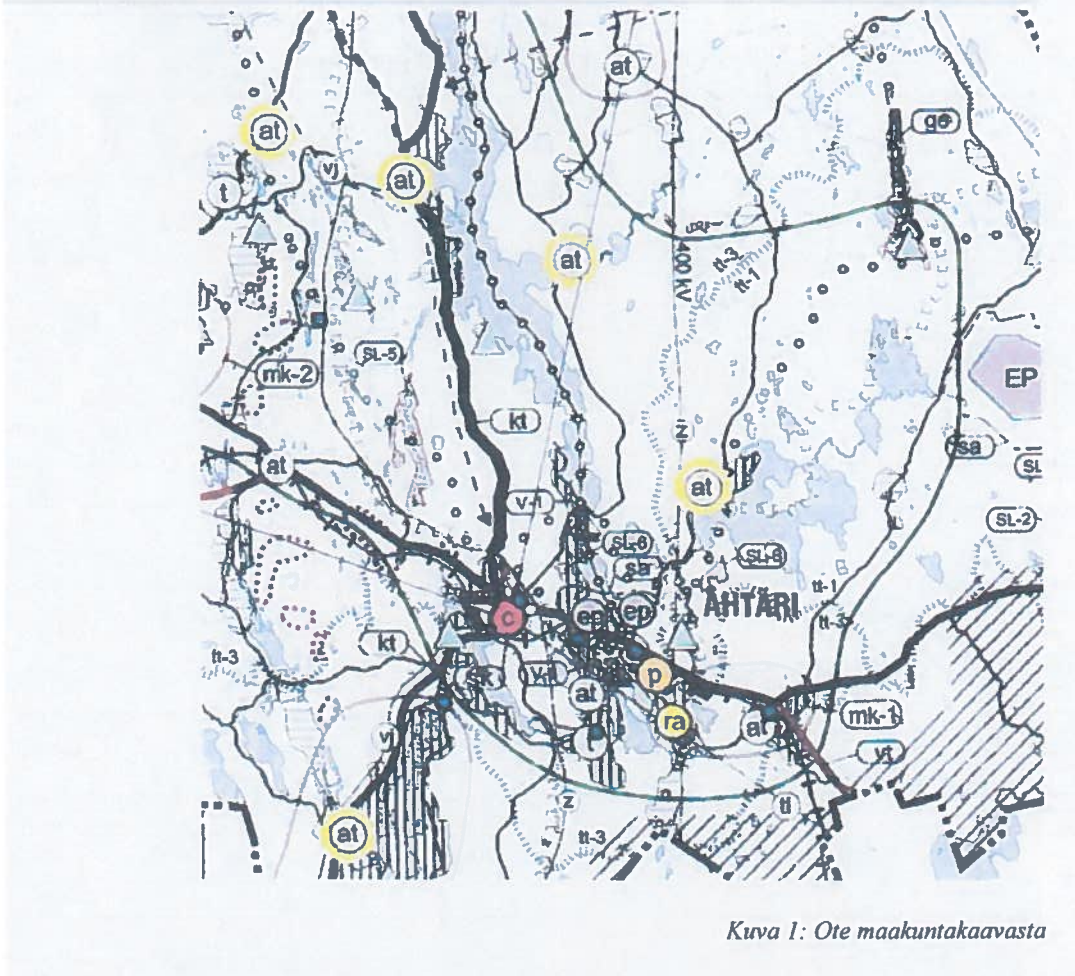 at
ge
at
vj
at
t
at
tt-3
tt-1
400 KV
SL-5
mk-2
EP
kt
sa
z
at
at
v-1
SL-2
SL-6
sa
SL-6
tt-1
ÄHTÄRI
c
ep
ep
tt-3
kt
tt-3
p
at
ra
at
mk-1
vj
t
vt
z
tl
at
tt-3
Kuva 1: Ote maakuntakaavasta